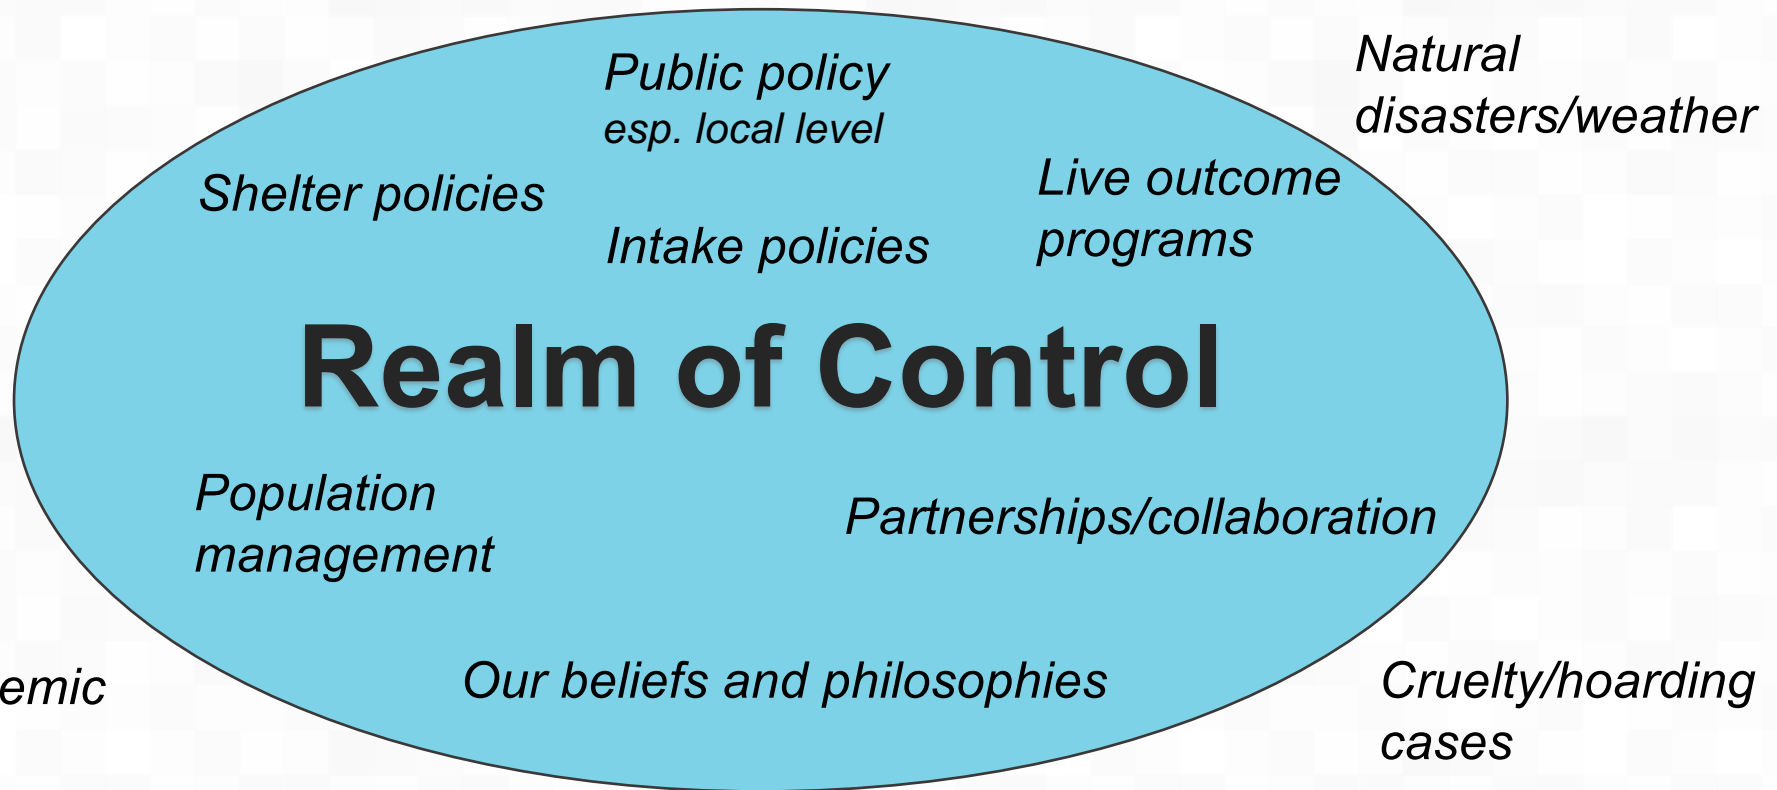 Natural
disasters/weather
Public policy
esp. local level
Shelter policies
Live outcome
programs
Intake policies
Realm of Control
Population
management
Partnerships/collaboration
emic
Our beliefs and philosophies
Cruelty/hoarding
cases